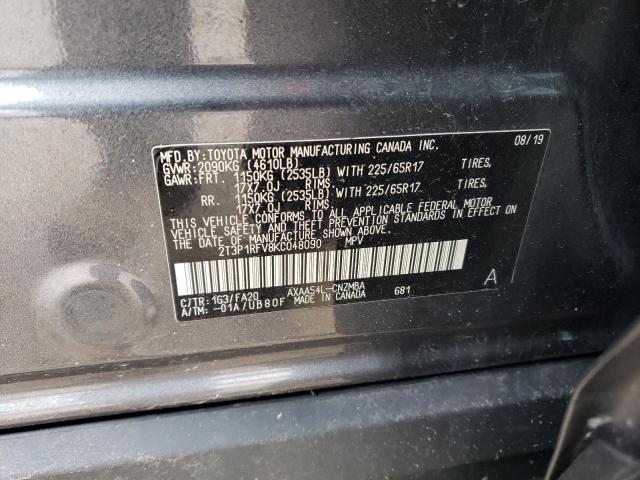 MFD.BY:TOYOTA MOTOR MANUFACTURING CANADA INC. 08/19
GVWR:2090KG (4610LB)
GAWR:FRT. 1150KG (2535LB) WITH 225/65R17 TIRES,
17X7.0J RIMS.
RR. 1150KG (2535LB) WITH 225/65R17 TIRES,
17X7.0J RIMS.
THIS VEHICLE CONFORMS TO ALL APPLICABLE FEDERAL MOTOR
VEHICLE SAFETY AND THEFT PREVENTION STANDARDS IN EFFECT
ON THE DATE OF MANUFACTURE SHOWN ABOVE.
2T3P1RFV8KC048090 MPV
C/TR:1G3/FA20 AXAA54L-CNZMBA A
A/TM:-01A/UB80F MADE IN CANADA 681